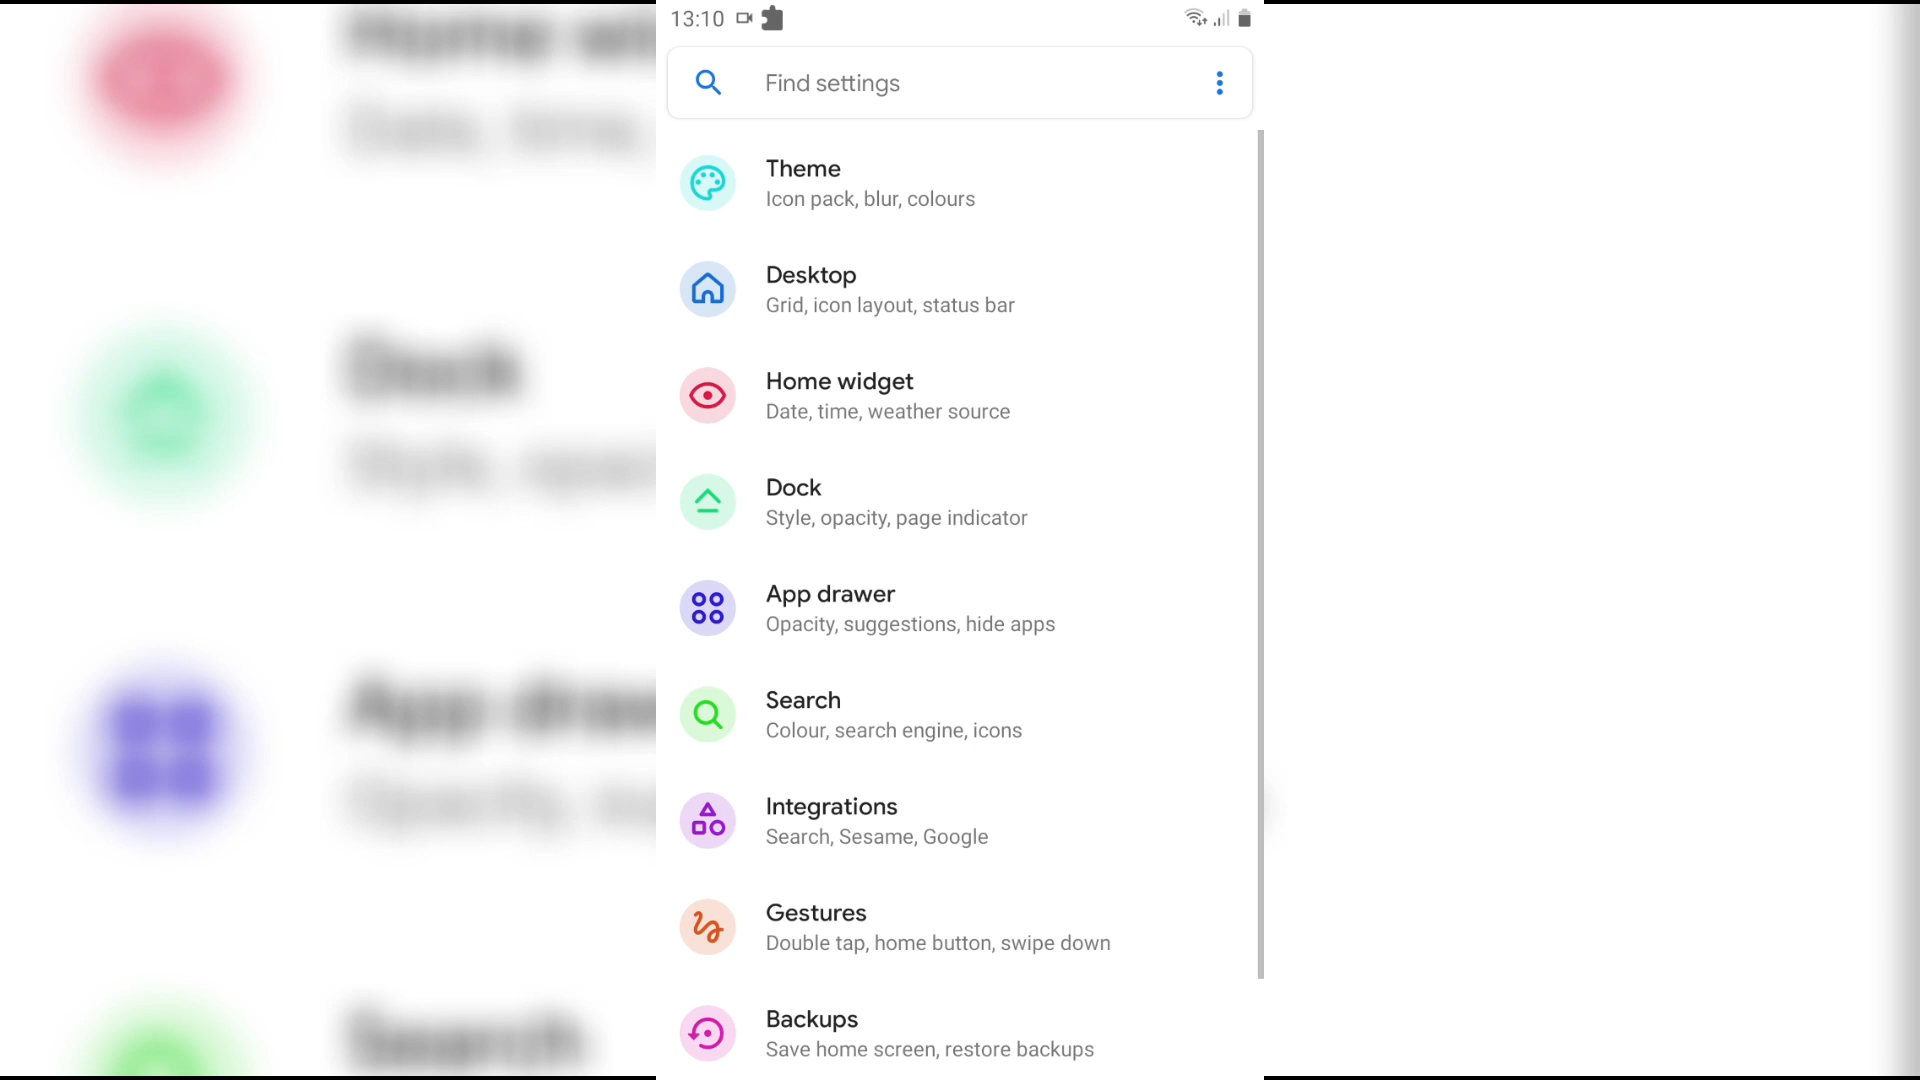 13:10
Find settings
Theme
Icon pack, blur, colours
Desktop
Grid, icon layout, status bar
Home widget
Date, time, weather source
Dock
Style, opacity, page indicator
App drawer
Opacity, suggestions, hide apps
Search
Colour, search engine, icons
Integrations
Search, Sesame, Google
Gestures
Double tap, home button, swipe down
Backups
Save home screen, restore backups
Dock
Search